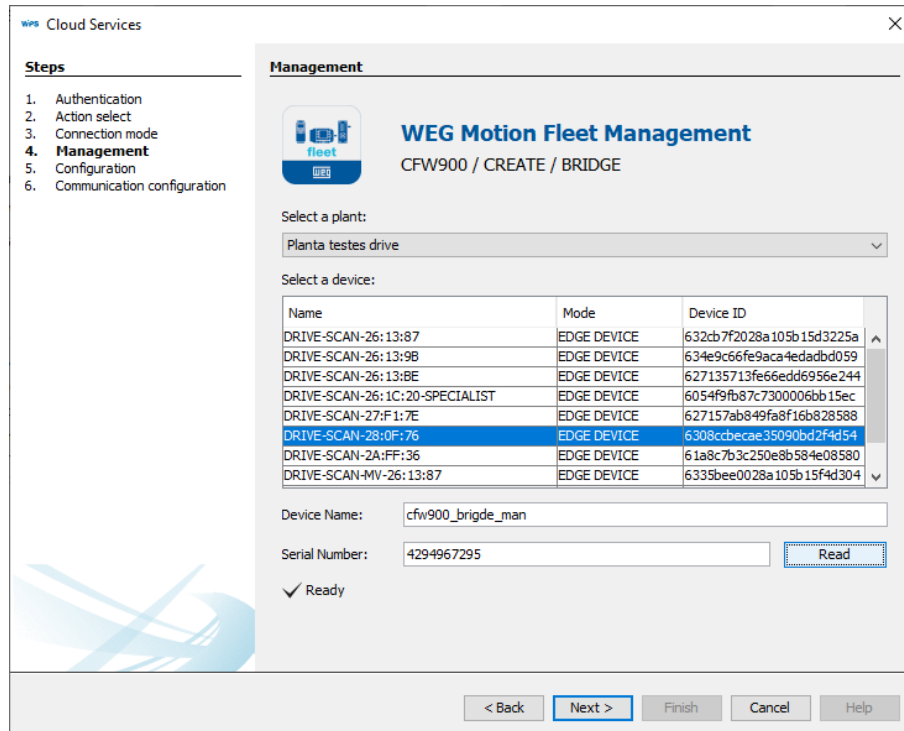 WPS Cloud Services
Steps
1. Authentication
2. Action select
3. Connection mode
4. Management
5. Configuration
6. Communication configuration
Management
fleet
WEG
WEG Motion Fleet Management
CFW900 / CREATE / BRIDGE
Select a plant:
Planta testes drive
Select a device:
Name Mode Device ID
DRIVE-SCAN-26:13:87 EDGE DEVICE 632cb7f2028a105b15d3225a
DRIVE-SCAN-26:13:9B EDGE DEVICE 634e9c66fe9aca4edadbd059
DRIVE-SCAN-26:13:BE EDGE DEVICE 627135713fe66edd6956e244
DRIVE-SCAN-26:1C:20-SPECIALIST EDGE DEVICE 6054f9fb87c7300006bb15ec
DRIVE-SCAN-27:F1:7E EDGE DEVICE 627157ab849fa8f16b828588
DRIVE-SCAN-28:0F:76 EDGE DEVICE 6308ccbecae35090bd2f4d54
DRIVE-SCAN-2A:FF:36 EDGE DEVICE 61a8c7b3c250e8b584e08580
DRIVE-SCAN-MV-26:13:87 EDGE DEVICE 6335bee0028a105b15f4d304
Device Name: cfw900_brigde_man
Serial Number: 4294967295 Read
Ready
< Back Next > Finish Cancel Help